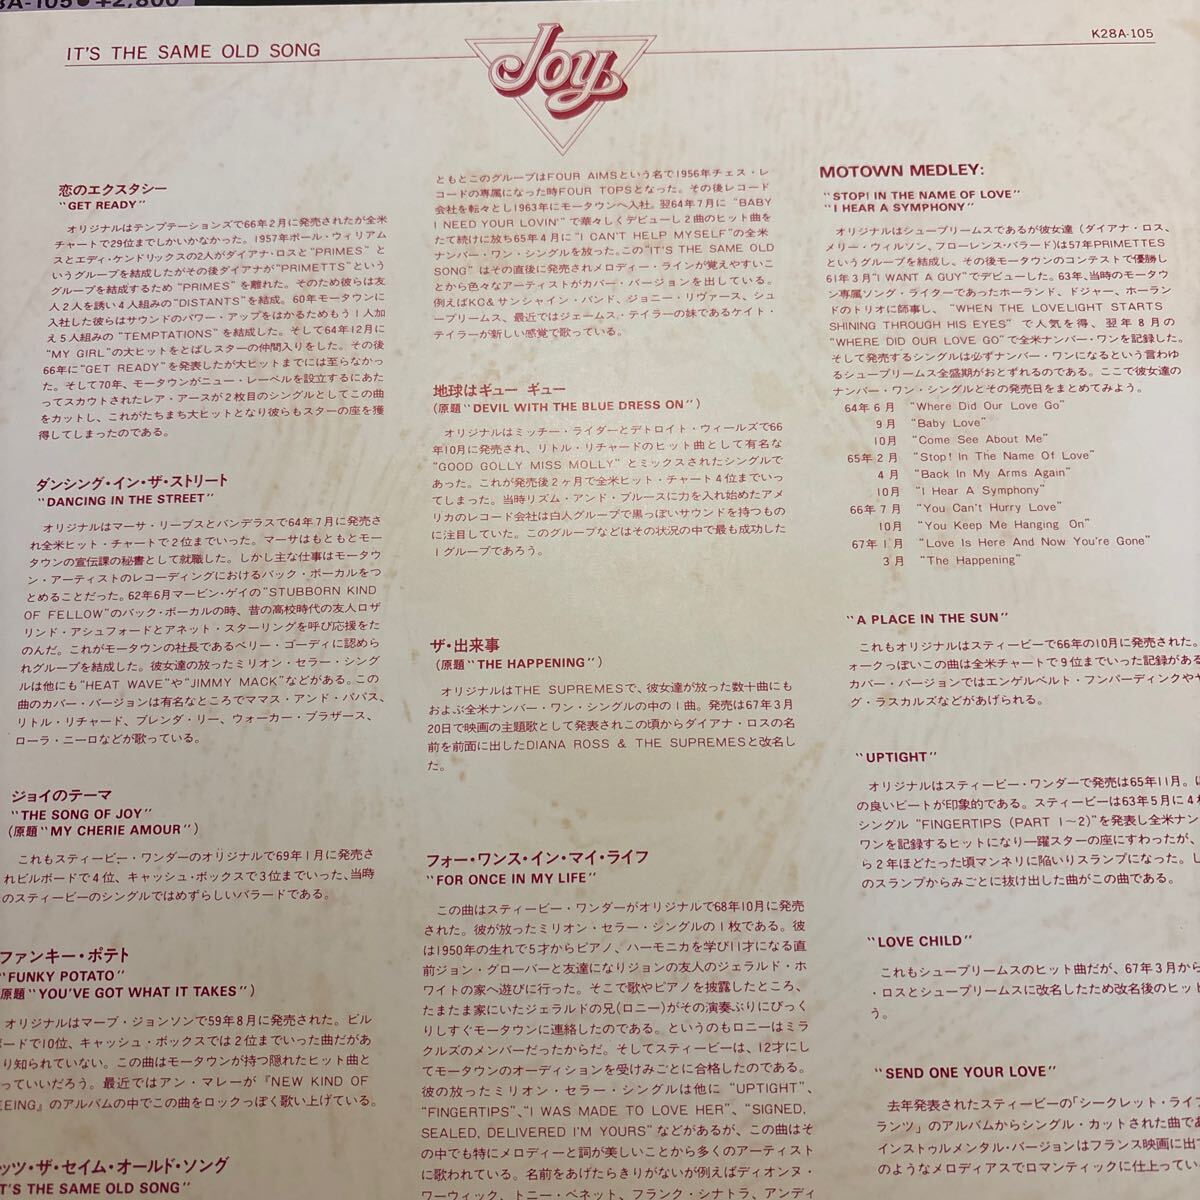 3A-105●¥2,800
IT'S THE SAME OLD SONG
Joy
K28A-105
恋のエクスタシー
"GET READY"
オリジナルはテンプテーションズで66年2月に発売されたが全米
チャートで29位までしかいかなかった。1957年ポール・ウィリアム
スとエディ・ケンドリックスの2人がダイアナ・ロスと"PRIMES"と
いうグループを結成したがその後ダイアナが"PRIMETTS"という
グループを結成するため"PRIMES"を離れた。そのため彼らは友
人2人を誘い4人組みの"DISTANTS"を結成。60年モータウンに
入社した彼らはサウンドのパワー・アップをはかるためもう1人加
え5人組みの"TEMPTATIONS"を結成した。そして64年12月に
"MY GIRL"の大ヒットをとばしスターの仲間入りをした。その後
66年に"GET READY"を発表したが大ヒットまでには至らなかっ
た。そして70年、モータウンがニュー・レーベルを設立するにあた
ってスカウトされたレア・アースが2枚目のシングルとしてこの曲
をカットし、これがたちまち大ヒットとなり彼らもスターの座を獲
得してしまったのである。
ダンシング・イン・ザ・ストリート
"DANCING IN THE STREET"
オリジナルはマーサ・リーブスとバンデラスで64年7月に発売さ
れ全米ヒット・チャートで2位までいった。マーサはもともとモー
タウンの宣伝課の秘書として就職した。しかし主な仕事はモータウ
ン・アーティストのレコーディングにおけるバック・ボーカルをつ
とめることだった。62年6月マービン・ゲイの"STUBBORN KIND
OF FELLOW"のバック・ボーカルの時、昔の高校時代の友人ロザ
リンド・アシュフォードとアネット・スターリングを呼び応援をた
のんだ。これがモータウンの社長であるベリー・ゴーディに認めら
れグループを結成した。彼女達の放ったミリオン・セラー・シング
ルは他にも"HEAT WAVE"や"JIMMY MACK"などがある。この
曲のカバー・バージョンは有名なところでママス・アンド・パパス、
リトル・リチャード、ブレンダ・リー、ウォーカー・ブラザース、
ローラ・ニーロなどが歌っている。
ジョイのテーマ
"THE SONG OF JOY"
(原題"MY CHERIE AMOUR")
これもスティービー・ワンダーのオリジナルで69年1月に発売さ
れビルボードで4位、キャッシュ・ボックスで3位までいった、当時
のスティービーのシングルではめずらしいバラードである。
ファンキー・ポテト
"FUNKY POTATO"
原題"YOU'VE GOT WHAT IT TAKES")
オリジナルはマーブ・ジョンソンで59年8月に発売された。ビル
ボードで10位、キャッシュ・ボックスでは2位までいった曲だがあ
り知られていない。この曲はモータウンが持つ隠れたヒット曲と
っていいだろう。最近ではアン・マレーが『NEW KIND OF
EEING』のアルバムの中でこの曲をロックっぽく歌い上げている。
ッツ・ザ・セイム・オールド・ソング
T'S THE SAME OLD SONG"
ともとこのグループはFOUR AIMSという名で1956年チェス・レ
コードの専属になった時FOUR TOPSとなった。その後レコード
会社を転々とし1963年にモータウンへ入社。翌64年7月に"BABY
I NEED YOUR LOVIN'"で華々しくデビューし2曲のヒット曲をた
て続けに放ち65年4月に"I CAN'T HELP MYSELF"の全米
ナンバー・ワン・シングルを放った。この"IT'S THE SAME OLD
SONG"はその直後に発売されメロディー・ラインが覚えやすいこ
とから色々なアーティストがカバー・バージョンを出している。
例えばKC&サンシャイン・バンド、ジョニー・リヴァース、シュ
ープリームス、最近ではジェームス・テイラーの妹であるケイト・
テイラーが新しい感覚で歌っている。
地球はギュー ギュー
(原題"DEVIL WITH THE BLUE DRESS ON")
オリジナルはミッチー・ライダーとデトロイト・ウィールズで66
年10月に発売され、リトル・リチャードのヒット曲として有名な
"GOOD GOLLY MISS MOLLY"とミックスされたシングルで
あった。これが発売後2ヶ月で全米ヒット・チャート4位までいっ
てしまった。当時リズム・アンド・ブルースに力を入れ始めたアメ
リカのレコード会社は白人グループで黒っぽいサウンドを持つもの
に注目していた。このグループなどはその状況の中で最も成功した
1グループであろう。
ザ・出来事
(原題"THE HAPPENING")
オリジナルはTHE SUPREMESで、彼女達が放った数十曲にも
およぶ全米ナンバー・ワン・シングルの中の1曲。発売は67年3月
20日で映画の主題歌として発表されこの頃からダイアナ・ロスの名
前を前面に出したDIANA ROSS & THE SUPREMESと改名し
た。
フォー・ワンス・イン・マイ・ライフ
"FOR ONCE IN MY LIFE"
この曲はスティービー・ワンダーがオリジナルで68年10月に発売
された。彼が放ったミリオン・セラー・シングルの1枚である。彼
は1950年の生れで5才からピアノ、ハーモニカを学び11才になる直
前ジョン・グローバーと友達になりジョンの友人のジェラルド・ホ
ワイトの家へ遊びに行った。そこで歌やピアノを披露したところ、
たまたま家にいたジェラルドの兄(ロニー)がその演奏ぶりにびっく
りしすぐモータウンに連絡したのである。というのもロニーはミラ
クルズのメンバーだったからだ。そしてスティービーは、12才にし
てモータウンのオーディションを受けみごとに合格したのである。
彼の放ったミリオン・セラー・シングルは他に"UPTIGHT"、
"FINGERTIPS"、"I WAS MADE TO LOVE HER"、"SIGNED,
SEALED, DELIVERED I'M YOURS"などがあるが、この曲はそ
の中でも特にメロディーと詞が美しいことから多くのアーティスト
に歌われている。名前をあげたらきりがないが例えばディオンヌ・
ワーウィック、トニー・ベネット、フランク・シナトラ、アンディ
MOTOWN MEDLEY:
"STOP! IN THE NAME OF LOVE"
"I HEAR A SYMPHONY"
オリジナルはシュープリームスであるが彼女達(ダイアナ・ロス、
メリー・ウィルソン、フローレンス・バラード)は57年PRIMETTES
というグループを結成し、その後モータウンのコンテストで優勝し
61年3月"I WANT A GUY"でデビューした。63年、当時のモータウ
ン専属ソング・ライターであったホーランド、ドジャー、ホーラン
ドのトリオに師事し、"WHEN THE LOVELIGHT STARTS
SHINING THROUGH HIS EYES"で人気を得、翌年8月の
"WHERE DID OUR LOVE GO"で全米ナンバー・ワンを記録した。
そして発売するシングルは必ずナンバー・ワンになるという言わゆ
るシュープリームス全盛期がおとずれるのである。ここで彼女達の
ナンバー・ワン・シングルとその発売日をまとめてみよう。
64年6月 "Where Did Our Love Go"
9月 "Baby Love"
10月 "Come See About Me"
65年2月 "Stop! In The Name Of Love"
4月 "Back In My Arms Again"
10月 "I Hear A Symphony"
66年7月 "You Can't Hurry Love"
10月 "You Keep Me Hanging On"
67年1月 "Love Is Here And Now You're Gone"
3月 "The Happening"
"A PLACE IN THE SUN"
これもオリジナルはスティービーで66年の10月に発売された。
ォークっぽいこの曲は全米チャートで9位までいった記録がある
カバー・バージョンではエンゲルベルト・フンパーディンクやヤ
グ・ラスカルズなどがあげられる。
"UPTIGHT"
オリジナルはスティービー・ワンダーで発売は65年11月。
の良いビートが印象的である。スティービーは63年5月に4
シングル"FINGERTIPS (PART 1~2)"を発表し全米ナン
ワンを記録するヒットになり一躍スターの座にすわったが、
ら2年ほどたった頃マンネリに陥いりスランプになった。し
のスランプからみごとに抜け出した曲がこの曲である。
"LOVE CHILD"
これもシュープリームスのヒット曲だが、67年3月から
・ロスとシュープリームスに改名したため改名後のヒット
う。
"SEND ONE YOUR LOVE"
去年発表されたスティービーの「シークレット・ライフ
ランツ」のアルバムからシングル・カットされた曲であ
インストゥルメンタル・バージョンはフランス映画に出て
のようなメロディアスでロマンティックに仕上ってい